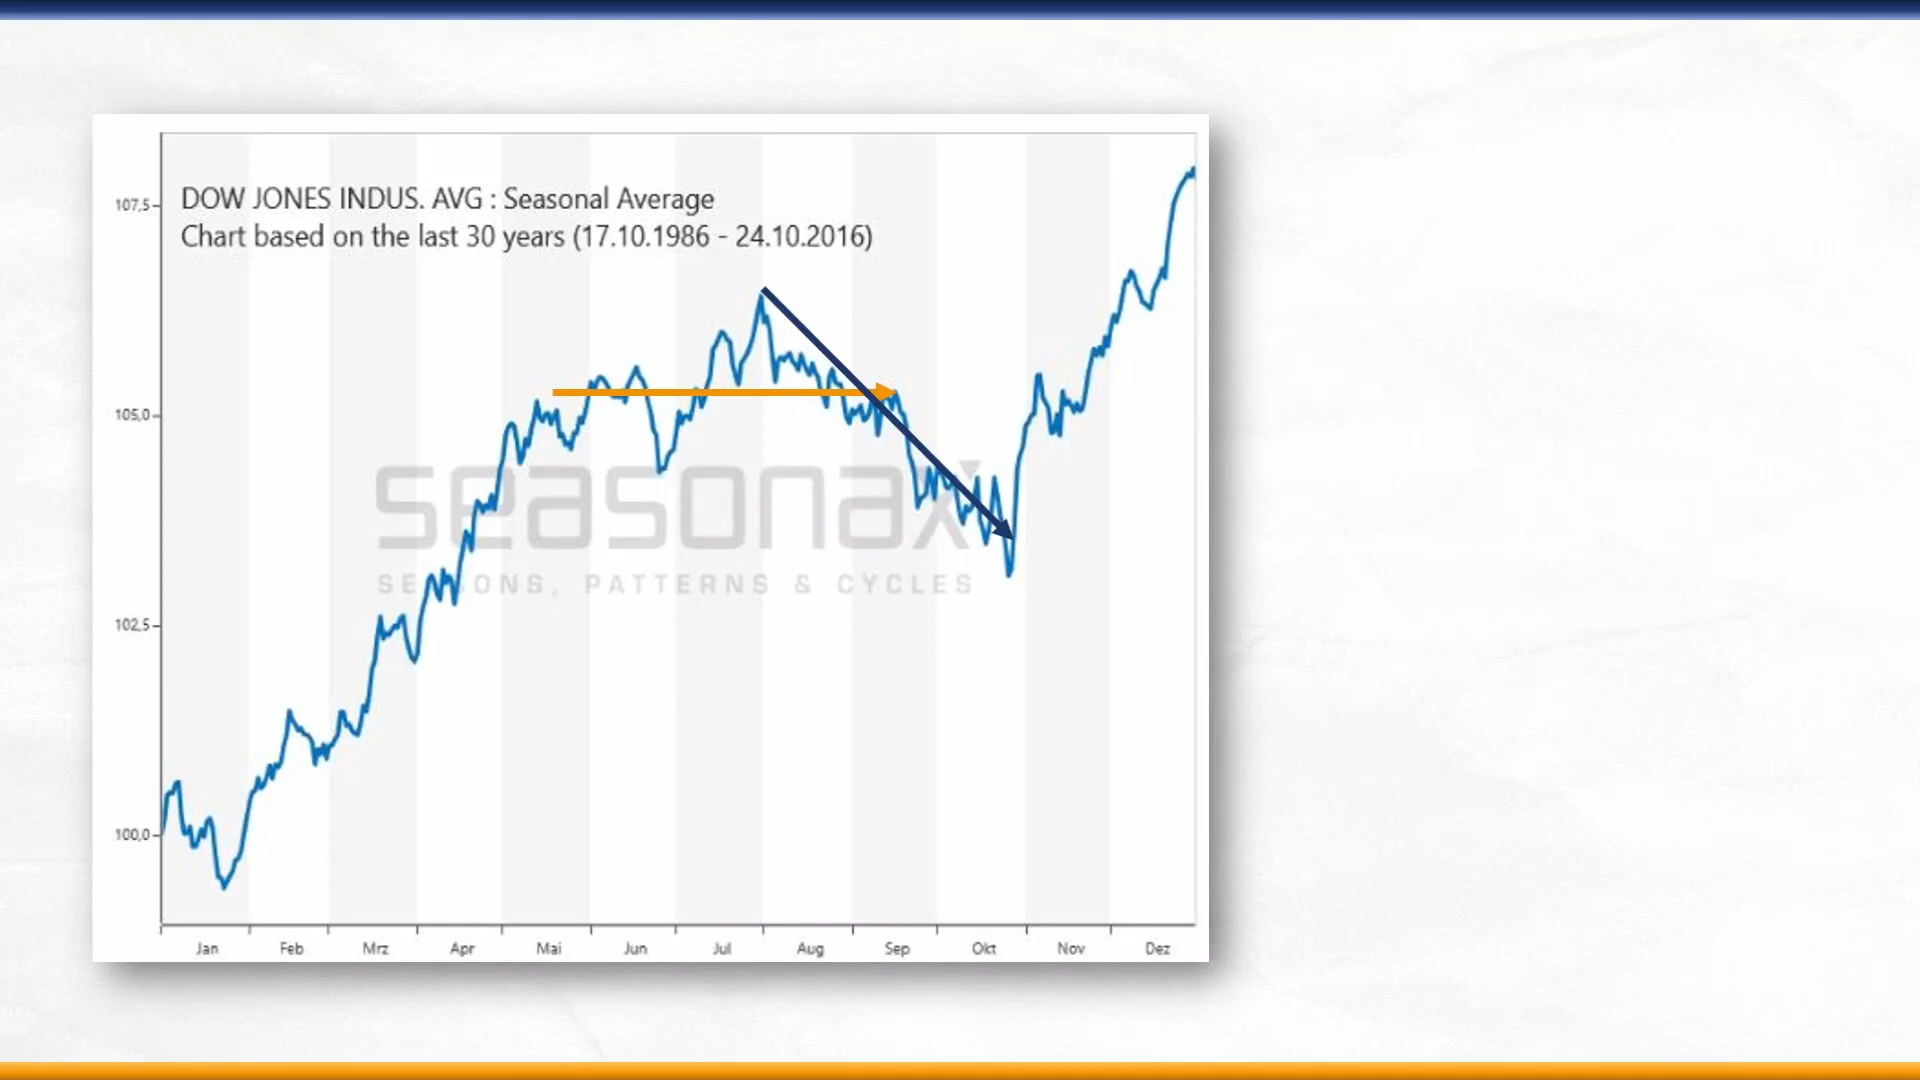 DOW JONES INDUS. AVG : Seasonal Average
Chart based on the last 30 years (17.10.1986 - 24.10.2016)
107,5
105,0
102,5
100,0
seasonax
SEASONS, PATTERNS & CYCLES
Jan Feb Mrz Apr Mai Jun Jul Aug Sep Okt Nov Dez